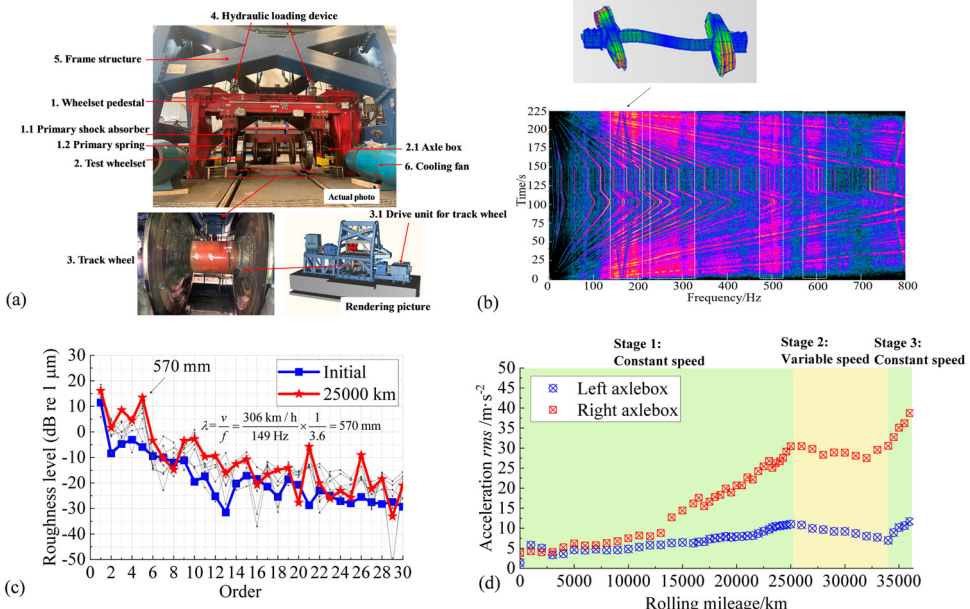 4. Hydraulic loading device
5. Frame structure
1. Wheelset pedestal
1.1 Primary shock absorber
1.2 Primary spring
2. Test wheelset
2.1 Axle box
6. Cooling fan
Actual photo
3.1 Drive unit for track wheel
3. Track wheel
Rendering picture
(a)
225
200
175
150
125
100
75
50
25
0
Time/s
0 100 200 300 400 500 600 700 800
Frequency/Hz
(b)
30
20
10
0
-10
-20
-30
-40
-50
Roughness level (dB re 1 μm)
570 mm
Initial
25000 km
λ = v/f = 306 km/h / 149 Hz × 1/3.6 = 570 mm
0 2 4 6 8 10 12 14 16 18 20 22 24 26 28 30
Order
(c)
Stage 1:
Constant speed
Stage 2:
Variable speed
Stage 3:
Constant speed
50
45
40
35
30
25
20
15
10
5
0
Acceleration rms /m·s-2
Left axlebox
Right axlebox
0 5000 10000 15000 20000 25000 30000 35000
Rolling mileage/km
(d)